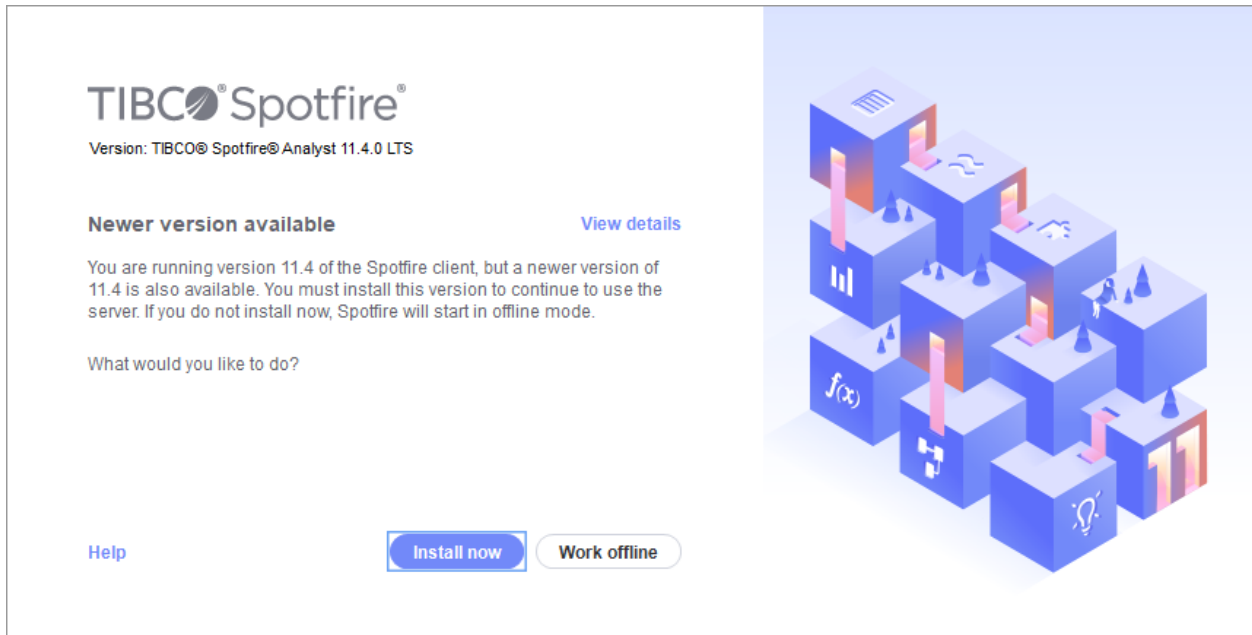 TIBCO® Spotfire®
Version: TIBCO® Spotfire® Analyst 11.4.0 LTS
Newer version available
View details
You are running version 11.4 of the Spotfire client, but a newer version of
11.4 is also available. You must install this version to continue to use the
server. If you do not install now, Spotfire will start in offline mode.
What would you like to do?
Help
Install now
Work offline
f(x)
11